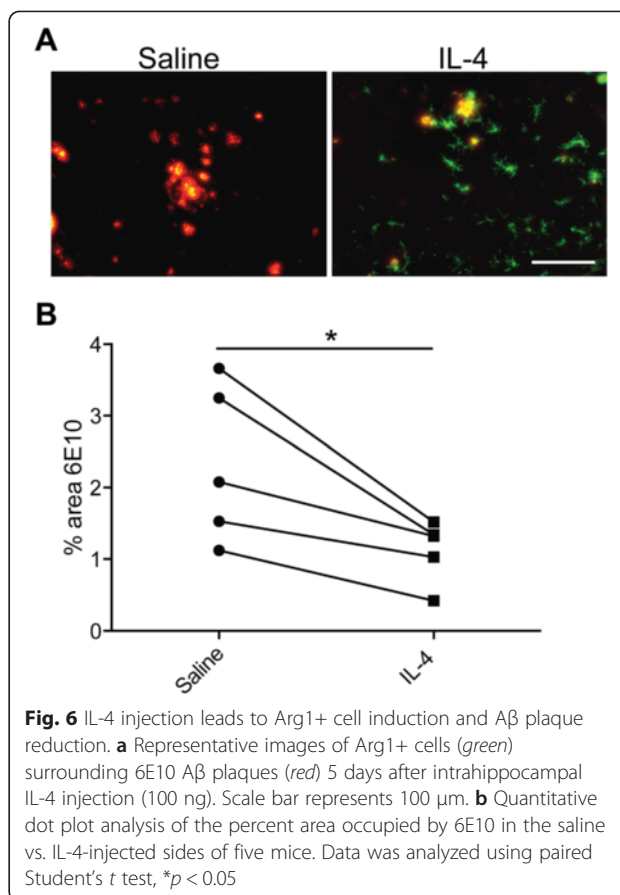 A
Saline
IL-4
B
*
4
3
2
1
0
% area 6E10
Saline
IL-4
Fig. 6 IL-4 injection leads to Arg1+ cell induction and Aβ plaque
reduction. a Representative images of Arg1+ cells (green)
surrounding 6E10 Aβ plaques (red) 5 days after intrahippocampal
IL-4 injection (100 ng). Scale bar represents 100 μm. b Quantitative
dot plot analysis of the percent area occupied by 6E10 in the saline
vs. IL-4-injected sides of five mice. Data was analyzed using paired
Student’s t test, *p < 0.05